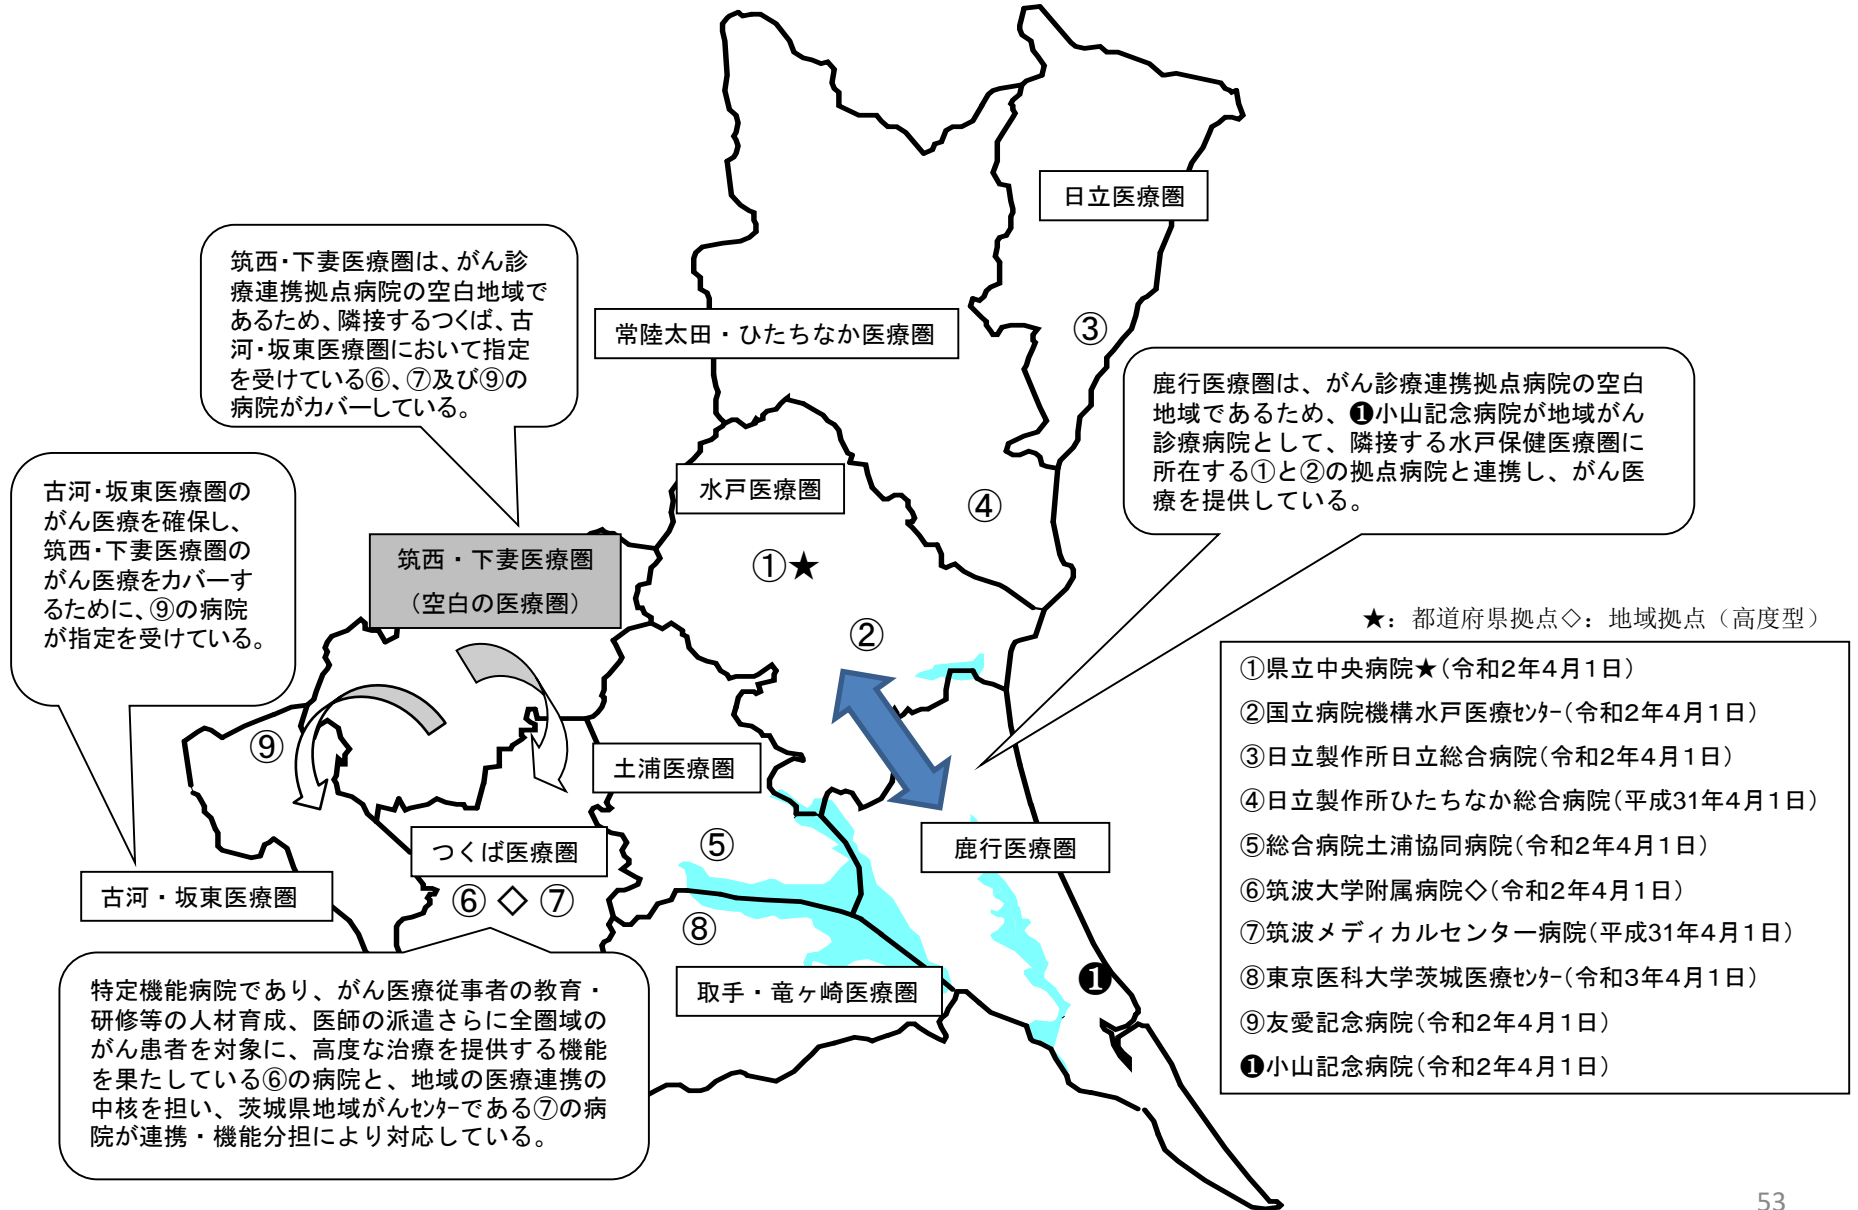 日立医療圏
筑西・下妻医療圏は、がん診
療連携拠点病院の空白地域で
あるため、隣接するつくば、古
河・坂東医療圏において指定
を受けている⑥、⑦及び⑨の
病院がカバーしている。
常陸太田・ひたちなか医療圏
③
鹿行医療圏は、がん診療連携拠点病院の空白
地域であるため、❶小山記念病院が地域がん
診療病院として、隣接する水戸保健医療圏に
所在する①と②の拠点病院と連携し、がん医
療を提供している。
古河・坂東医療圏の
がん医療を確保し、
筑西・下妻医療圏の
がん医療をカバーす
るために、⑨の病院
が指定を受けている。
水戸医療圏
④
筑西・下妻医療圏
（空白の医療圏）
①★
②
★：都道府県拠点◇：地域拠点（高度型）
①県立中央病院★(令和2年4月1日)
②国立病院機構水戸医療ｾﾝﾀｰ(令和2年4月1日)
③日立製作所日立総合病院(令和2年4月1日)
④日立製作所ひたちなか総合病院(平成31年4月1日)
⑤総合病院土浦協同病院(令和2年4月1日)
⑥筑波大学附属病院◇(令和2年4月1日)
⑦筑波メディカルセンター病院(平成31年4月1日)
⑧東京医科大学茨城医療ｾﾝﾀｰ(令和3年4月1日)
⑨友愛記念病院(令和2年4月1日)
❶小山記念病院(令和2年4月1日)
⑨
土浦医療圏
つくば医療圏
⑤
鹿行医療圏
古河・坂東医療圏
⑥◇⑦
⑧
取手・竜ヶ崎医療圏
❶
特定機能病院であり、がん医療従事者の教育・
研修等の人材育成、医師の派遣さらに全圏域の
がん患者を対象に、高度な治療を提供する機能
を果たしている⑥の病院と、地域の医療連携の
中核を担い、茨城県地域がんｾﾝﾀｰである⑦の病
院が連携・機能分担により対応している。
53